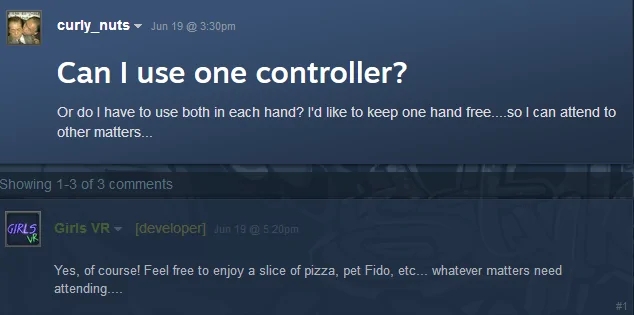 curly_nuts Jun 19 @ 3:30pm
Can I use one controller?
Or do I have to use both in each hand? I'd like to keep one hand free....so I can attend to
other matters...
Showing 1-3 of 3 comments
GIRLS
VR
Girls VR [developer] Jun 19 @ 5:20pm
Yes, of course! Feel free to enjoy a slice of pizza, pet Fido, etc... whatever matters need
attending....
#1